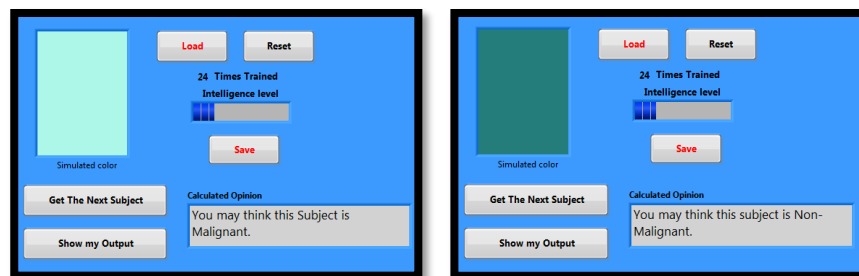 Load
Reset
24 Times Trained
Intelligence level
Save
Simulated color
Get The Next Subject
Calculated Opinion
You may think this Subject is
Malignant.
Show my Output
Load
Reset
24 Times Trained
Intelligence level
Save
Simulated color
Get The Next Subject
Calculated Opinion
You may think this subject is Non-
Malignant.
Show my Output